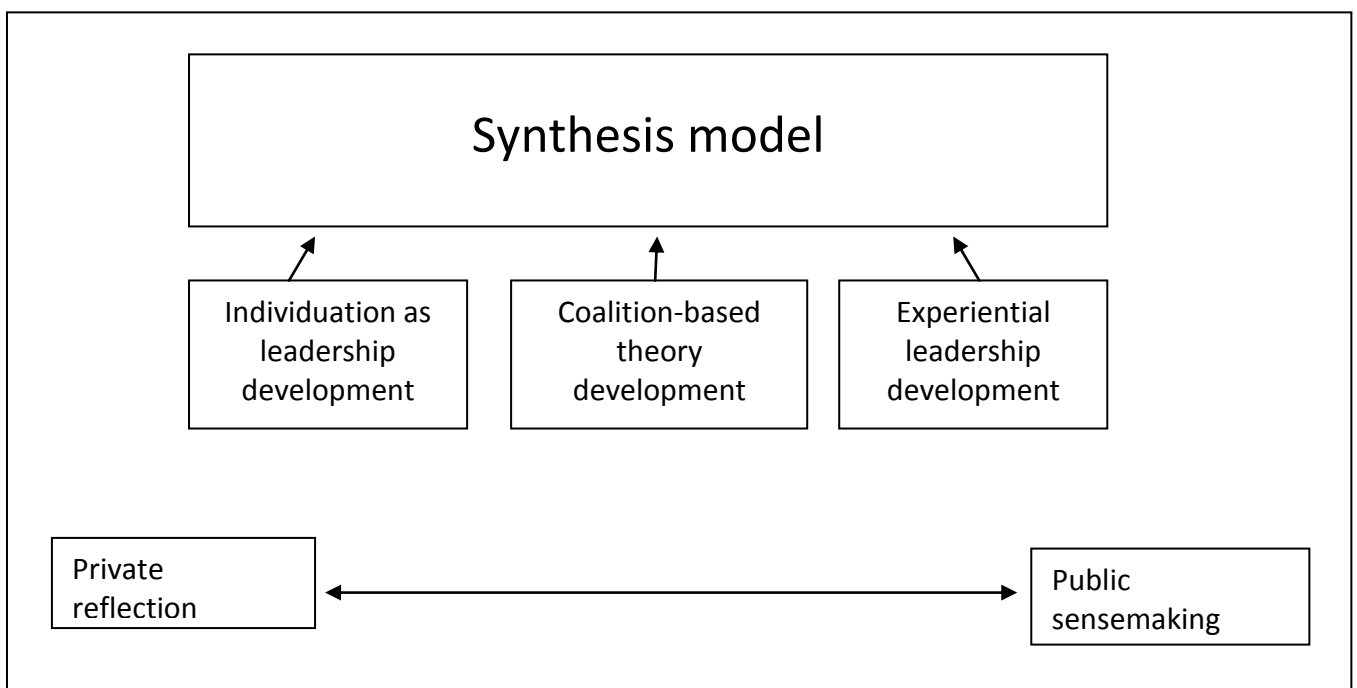 Synthesis model
Individuation as
leadership
development
Coalition-based
theory
development
Experiential
leadership
development
Private
reflection
Public
sensemaking